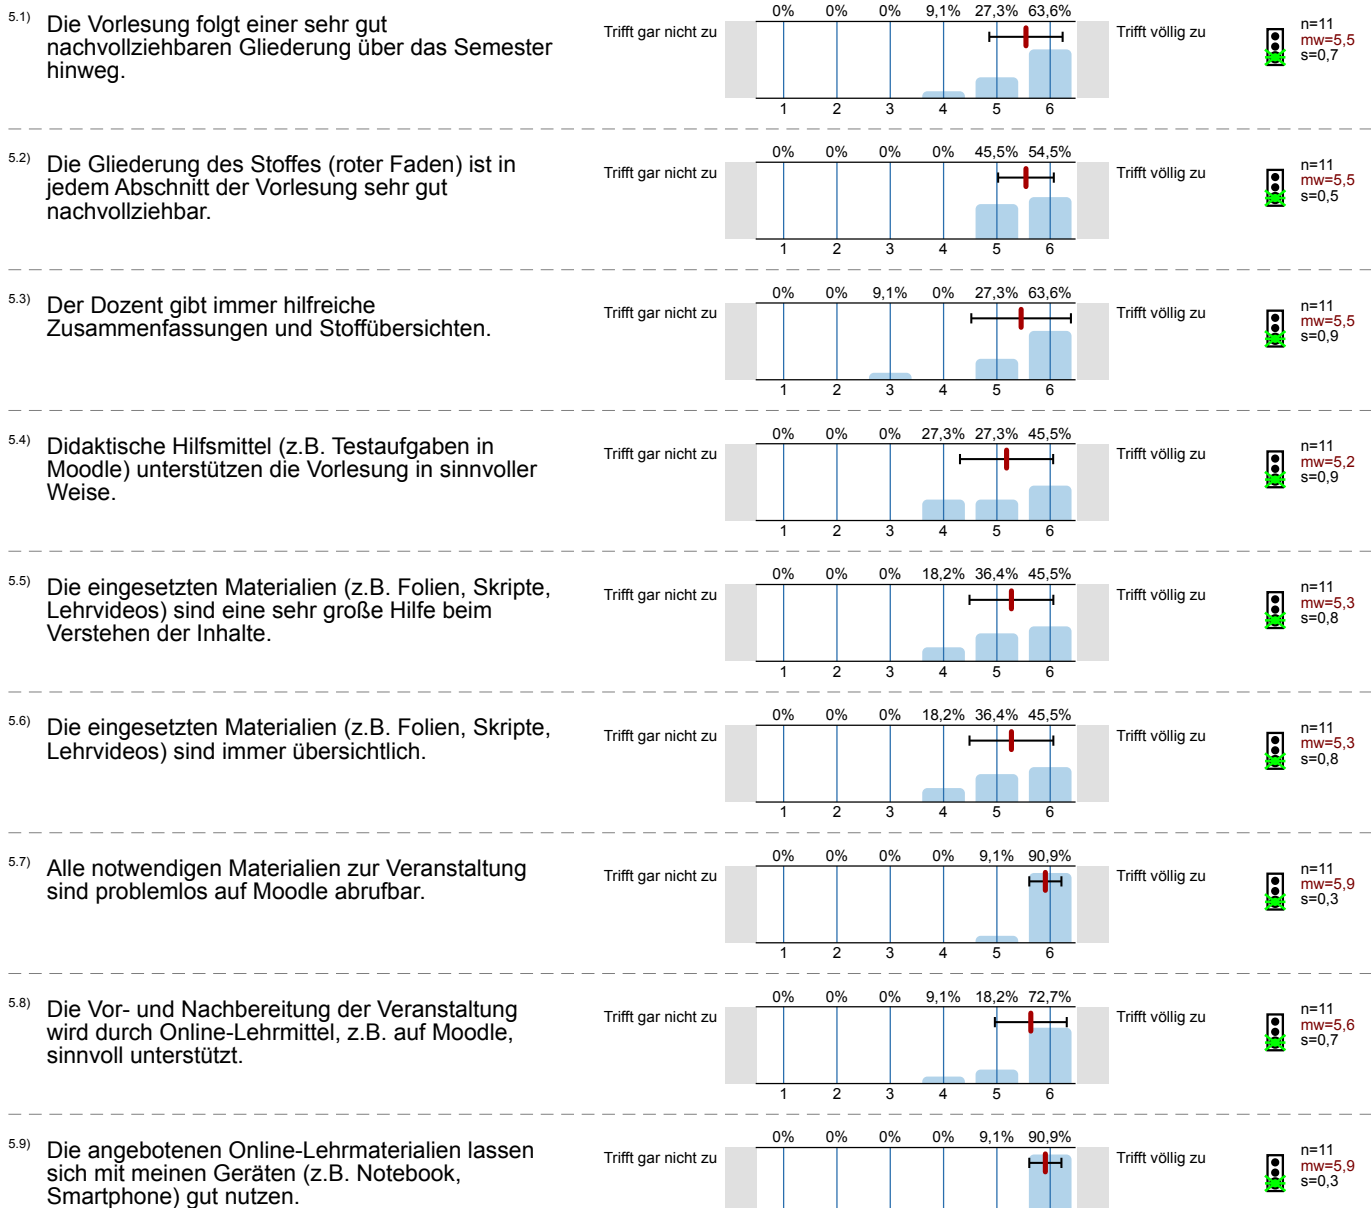 5.1) Die Vorlesung folgt einer sehr gut
nachvollziehbaren Gliederung über das Semester
hinweg.
Trifft gar nicht zu
0% 0% 0% 9,1% 27,3% 63,6%
1 2 3 4 5 6
Trifft völlig zu
n=11
mw=5,5
s=0,7
5.2) Die Gliederung des Stoffes (roter Faden) ist in
jedem Abschnitt der Vorlesung sehr gut
nachvollziehbar.
Trifft gar nicht zu
0% 0% 0% 0% 45,5% 54,5%
1 2 3 4 5 6
Trifft völlig zu
n=11
mw=5,5
s=0,5
5.3) Der Dozent gibt immer hilfreiche
Zusammenfassungen und Stoffübersichten.
Trifft gar nicht zu
0% 0% 9,1% 0% 27,3% 63,6%
1 2 3 4 5 6
Trifft völlig zu
n=11
mw=5,5
s=0,9
5.4) Didaktische Hilfsmittel (z.B. Testaufgaben in
Moodle) unterstützen die Vorlesung in sinnvoller
Weise.
Trifft gar nicht zu
0% 0% 0% 27,3% 27,3% 45,5%
1 2 3 4 5 6
Trifft völlig zu
n=11
mw=5,2
s=0,9
5.5) Die eingesetzten Materialien (z.B. Folien, Skripte,
Lehrvideos) sind eine sehr große Hilfe beim
Verstehen der Inhalte.
Trifft gar nicht zu
0% 0% 0% 18,2% 36,4% 45,5%
1 2 3 4 5 6
Trifft völlig zu
n=11
mw=5,3
s=0,8
5.6) Die eingesetzten Materialien (z.B. Folien, Skripte,
Lehrvideos) sind immer übersichtlich.
Trifft gar nicht zu
0% 0% 0% 18,2% 36,4% 45,5%
1 2 3 4 5 6
Trifft völlig zu
n=11
mw=5,3
s=0,8
5.7) Alle notwendigen Materialien zur Veranstaltung
sind problemlos auf Moodle abrufbar.
Trifft gar nicht zu
0% 0% 0% 0% 9,1% 90,9%
1 2 3 4 5 6
Trifft völlig zu
n=11
mw=5,9
s=0,3
5.8) Die Vor- und Nachbereitung der Veranstaltung
wird durch Online-Lehrmittel, z.B. auf Moodle,
sinnvoll unterstützt.
Trifft gar nicht zu
0% 0% 0% 9,1% 18,2% 72,7%
1 2 3 4 5 6
Trifft völlig zu
n=11
mw=5,6
s=0,7
5.9) Die angebotenen Online-Lehrmaterialien lassen
sich mit meinen Geräten (z.B. Notebook,
Smartphone) gut nutzen.
Trifft gar nicht zu
0% 0% 0% 0% 9,1% 90,9%
Trifft völlig zu
n=11
mw=5,9
s=0,3